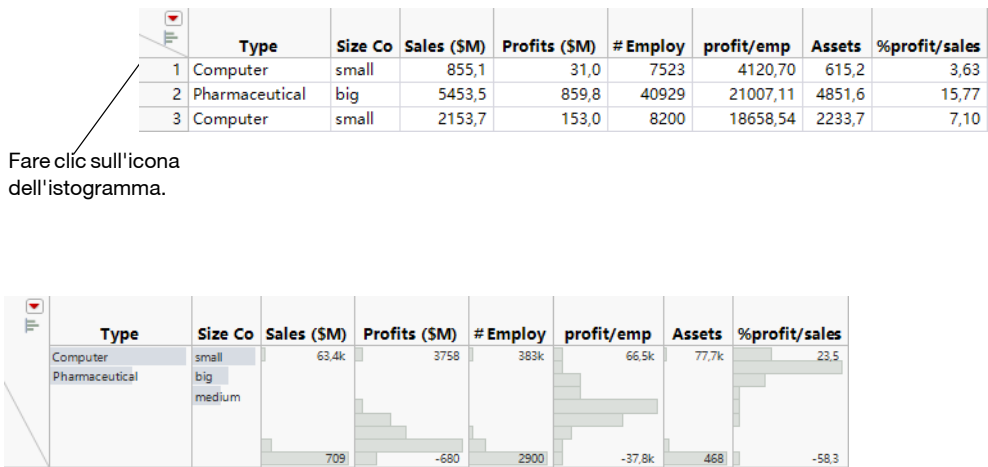 Type Size Co Sales ($M) Profits ($M) # Employ profit/emp Assets %profit/sales
1 Computer small 855,1 31,0 7523 4120,70 615,2 3,63
2 Pharmaceutical big 5453,5 859,8 40929 21007,11 4851,6 15,77
3 Computer small 2153,7 153,0 8200 18658,54 2233,7 7,10
Fare clic sull'icona
dell'istogramma.
Type Size Co Sales ($M) Profits ($M) # Employ profit/emp Assets %profit/sales
Computer small 63,4k 3758 383k 66,5k 77,7k 23,5
Pharmaceutical big
medium
709 -680 2900 -37,8k 468 -58,3